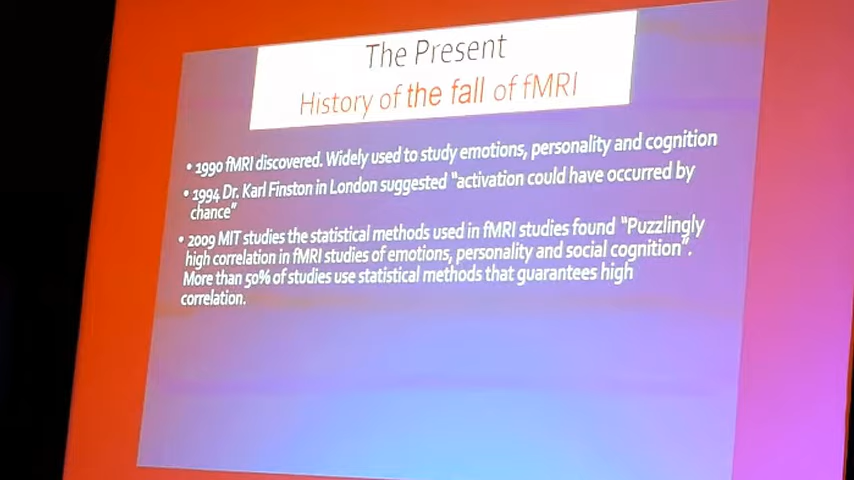 The Present
History of the fall of fMRI
• 1990 fMRI discovered. Widely used to study emotions, personality and cognition
• 1994 Dr. Karl Finston in London suggested "activation could have occurred by
chance"
• 2009 MIT studies the statistical methods used in fMRI studies found "Puzzlingly
high correlation in fMRI studies of emotions, personality and social cognition".
More than 50% of studies use statistical methods that guarantees high
correlation.